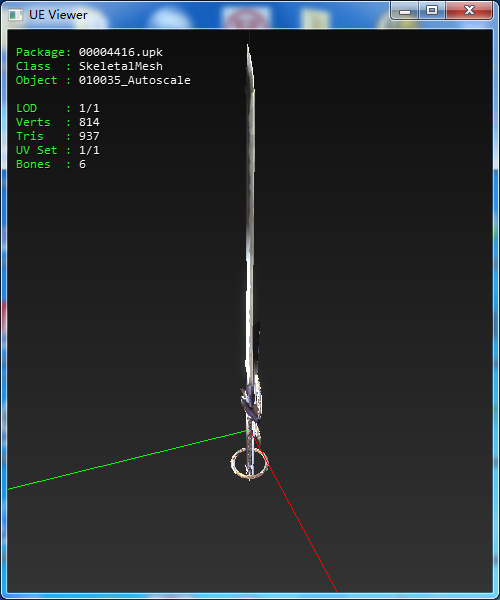 UE Viewer
Package: 00004416.upk
Class : SkeletalMesh
Object : 010035_Autoscale
LOD : 1/1
Verts : 814
Tris : 937
UV Set : 1/1
Bones : 6